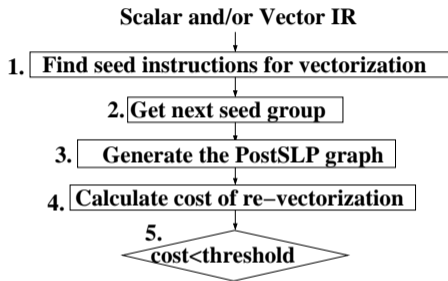 Scalar and/or Vector IR
1. Find seed instructions for vectorization
2. Get next seed group
3. Generate the PostSLP graph
4. Calculate cost of re−vectorization
5.
cost<threshold